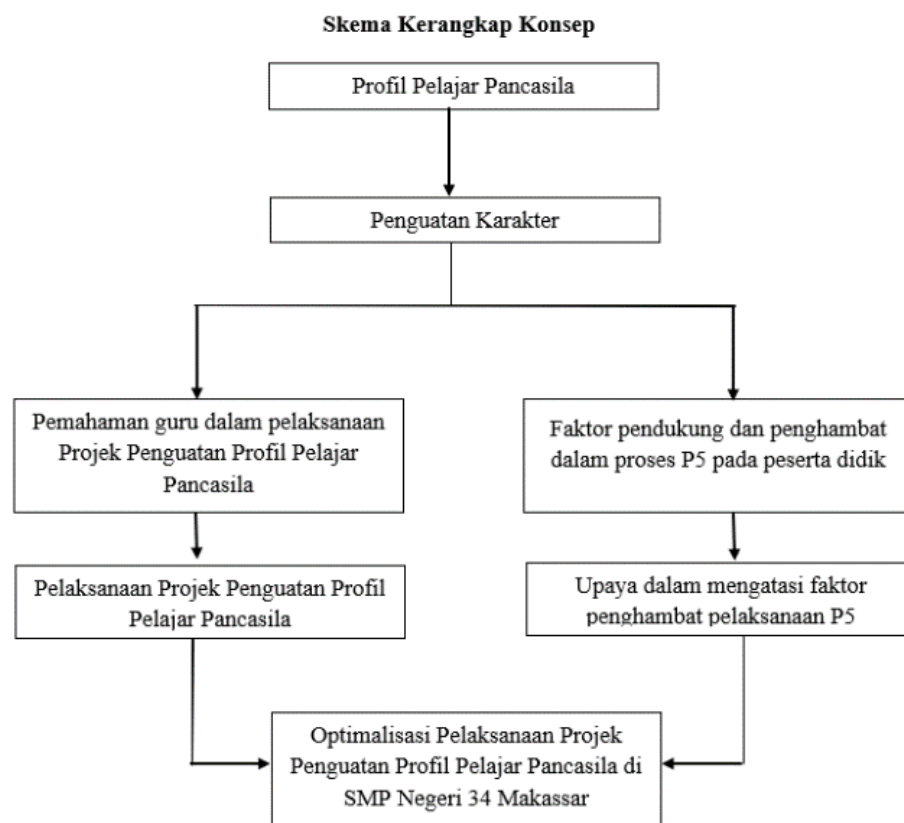 Skema Kerangkap Konsep
Profil Pelajar Pancasila
Penguatan Karakter
Pemahaman guru dalam pelaksanaan
Projek Penguatan Profil Pelajar
Pancasila
Faktor pendukung dan penghambat
dalam proses P5 pada peserta didik
Pelaksanaan Projek Penguatan Profil
Pelajar Pancasila
Upaya dalam mengatasi faktor
penghambat pelaksanaan P5
Optimalisasi Pelaksanaan Projek
Penguatan Profil Pelajar Pancasila di
SMP Negeri 34 Makassar